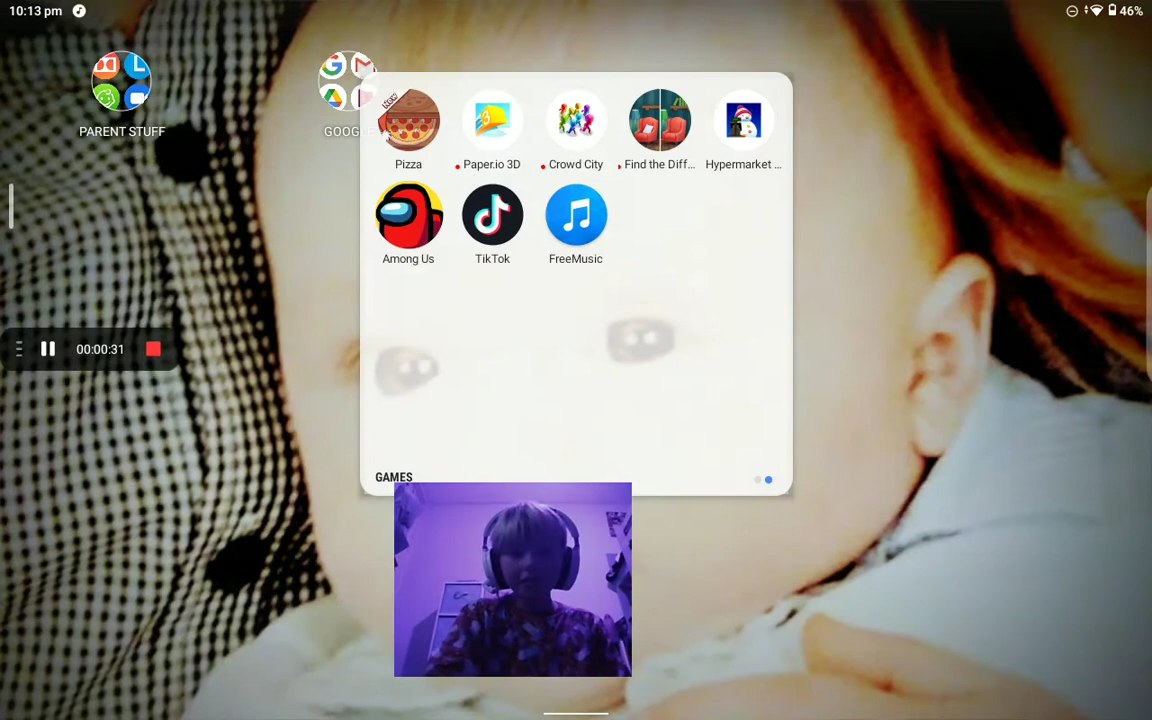 10:13 pm
46%
PARENT STUFF
GOOGLE
New
Pizza
Paper.io 3D
Crowd City
Find the Diff...
Hypermarket ...
Among Us
TikTok
FreeMusic
00:00:31
GAMES